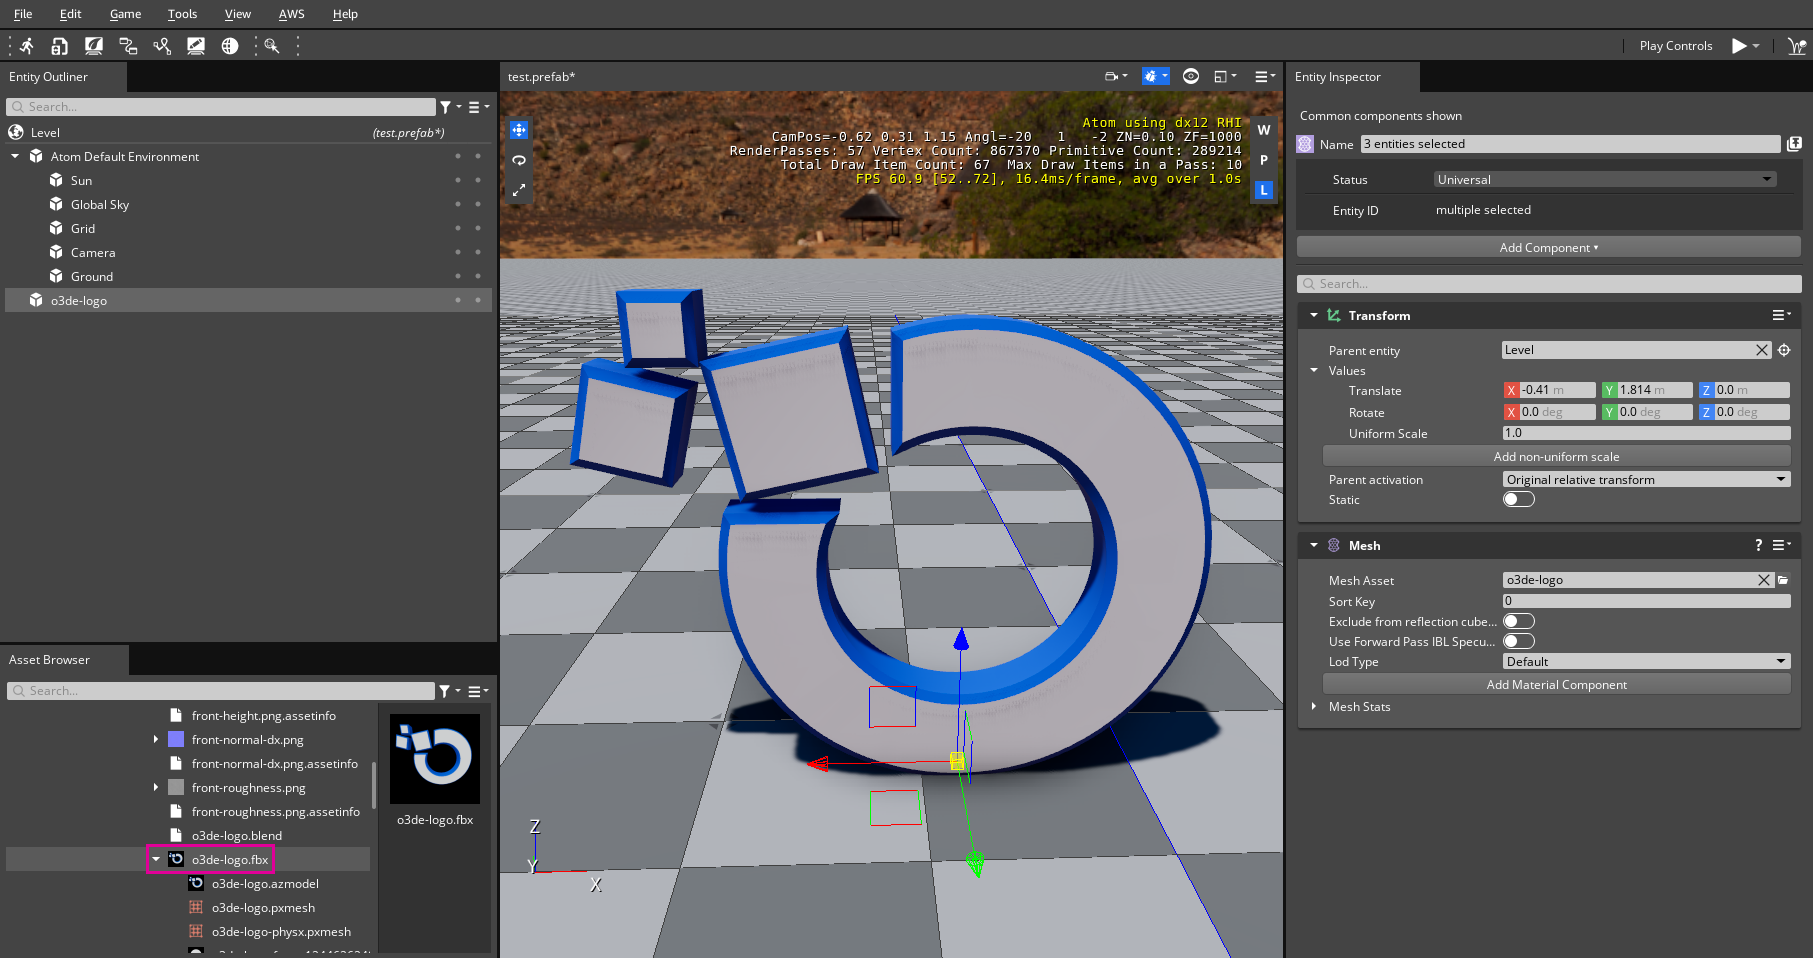 File Edit Game Tools View AWS Help
Play Controls
Entity Outliner
Search...
Level (test.prefab*)
Atom Default Environment
Sun
Global Sky
Grid
Camera
Ground
o3de-logo
Asset Browser
Search...
front-height.png.assetinfo
front-normal-dx.png
front-normal-dx.png.assetinfo
front-roughness.png
front-roughness.png.assetinfo
o3de-logo.blend
o3de-logo.fbx
o3de-logo.azmodel
o3de-logo.pxmesh
o3de-logo-physx.pxmesh
o3de-logo.fbx
test.prefab*
Atom using dx12 RHI
CamPos=-0.62 0.31 1.15 Angl=-20 1 -2 ZN=0.10 ZF=1000
RenderPasses: 57 Vertex Count: 867370 Primitive Count: 289214
Total Draw Item Count: 67 Max Draw Items in a Pass: 10
FPS 60.9 [52..72], 16.4ms/frame, avg over 1.0s
W
P
L
Z
Y
X
Entity Inspector
Common components shown
Name 3 entities selected
Status Universal
Entity ID multiple selected
Add Component
Search...
Transform
Parent entity Level
Values
Translate X -0.41 m Y 1.814 m Z 0.0 m
Rotate X 0.0 deg Y 0.0 deg Z 0.0 deg
Uniform Scale 1.0
Add non-uniform scale
Parent activation Original relative transform
Static
Mesh ?
Mesh Asset o3de-logo
Sort Key 0
Exclude from reflection cube...
Use Forward Pass IBL Specu...
Lod Type Default
Add Material Component
Mesh Stats